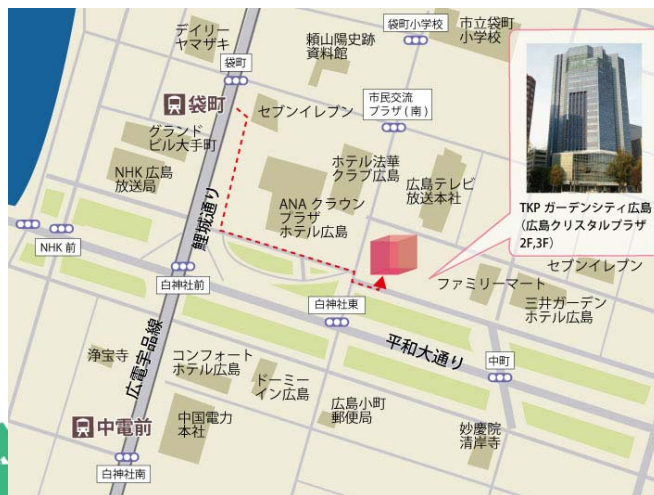 デイリー
ヤマザキ
袋町小学校
市立袋町
小学校
頼山陽史跡
資料館
袋町
袋町
セブンイレブン
市民交流
プラザ(南)
グランド
ビル大手町
NHK 広島
放送局
ホテル法華
クラブ広島
広島テレビ
放送本社
ANA クラウン
プラザ
ホテル広島
TKP ガーデンシティ広島
(広島クリスタルプラザ
2F,3F)
鯉城通り
NHK 前
白神社前
セブンイレブン
ファミリーマート
三井ガーデン
ホテル広島
白神社東
平和大通り
中町
広電宇品線
浄宝寺
コンフォート
ホテル広島
ドーミー
イン広島
広島小町
郵便局
中国電力
本社
中電前
妙慶院
清岸寺
白神社南